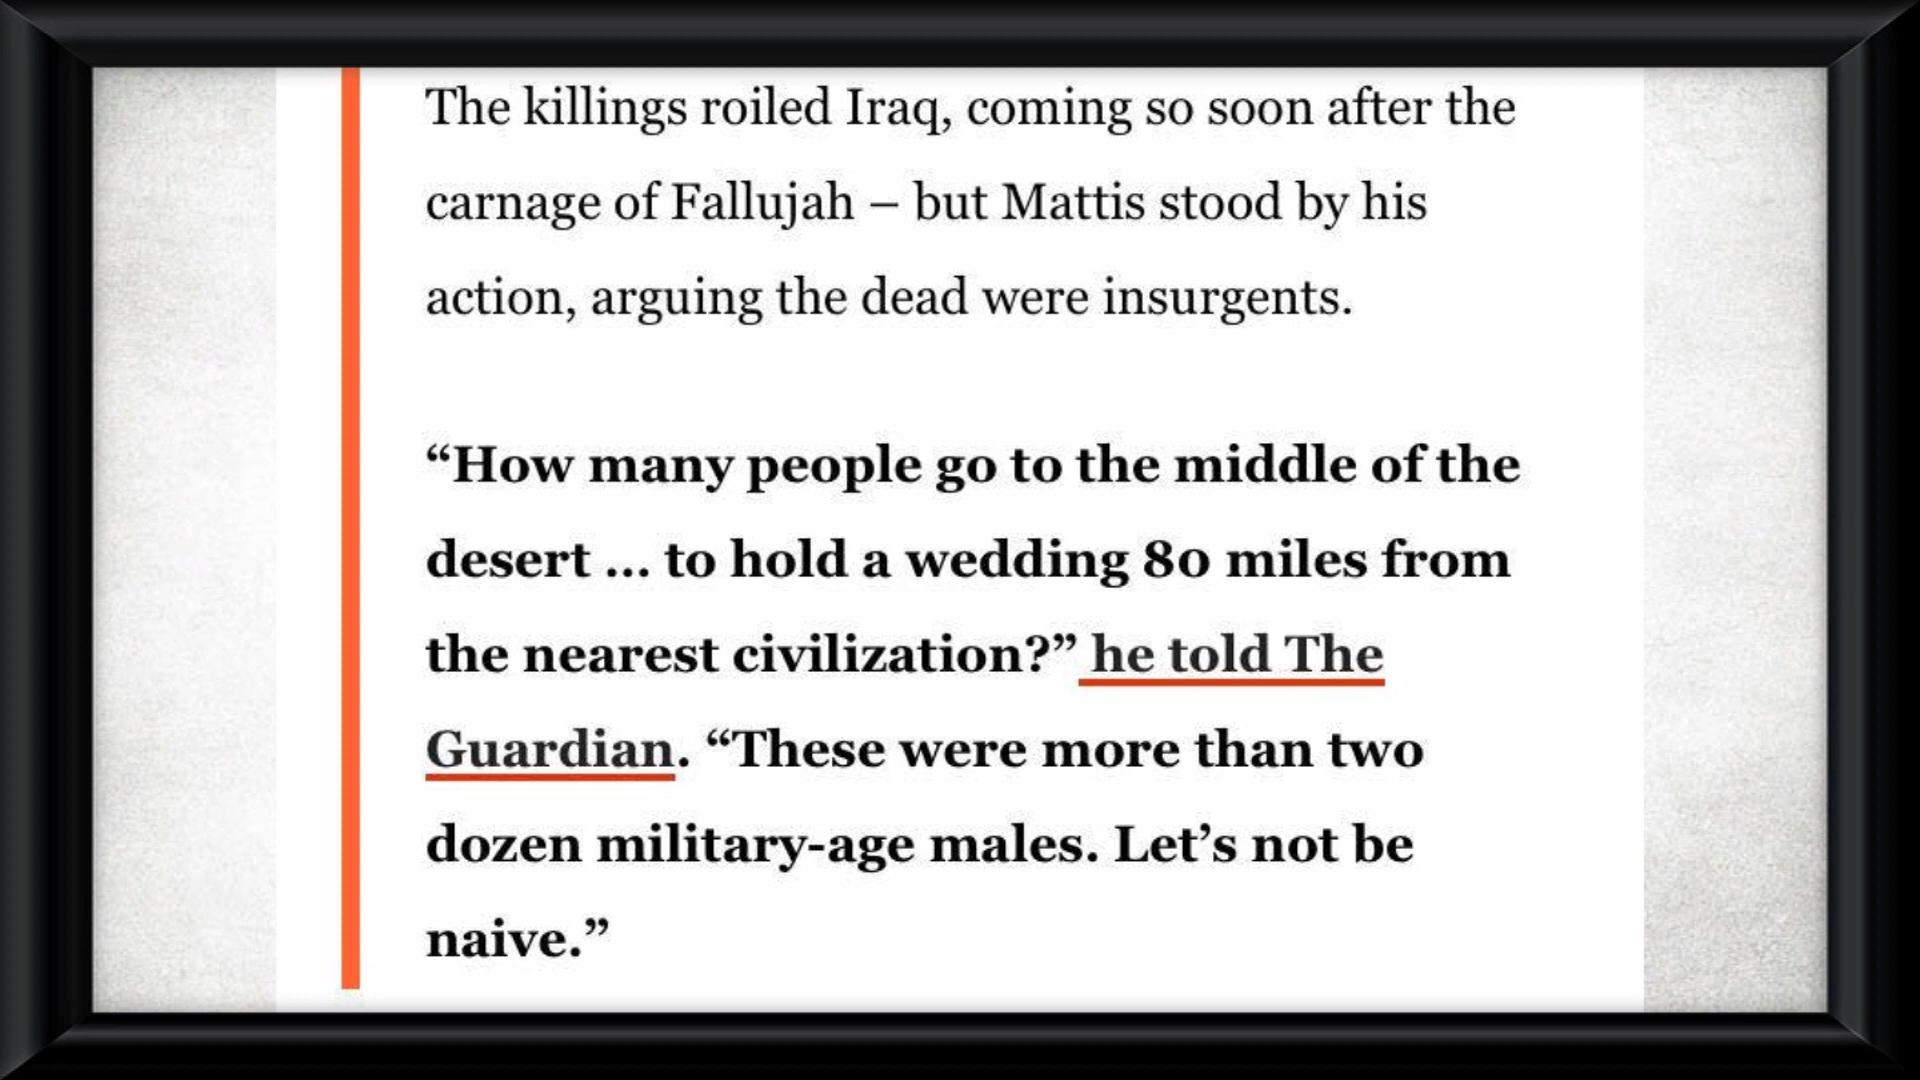 The killings roiled Iraq, coming so soon after the
carnage of Fallujah – but Mattis stood by his
action, arguing the dead were insurgents.
“How many people go to the middle of the
desert ... to hold a wedding 80 miles from
the nearest civilization?” he told The
Guardian. “These were more than two
dozen military-age males. Let’s not be
naive.”